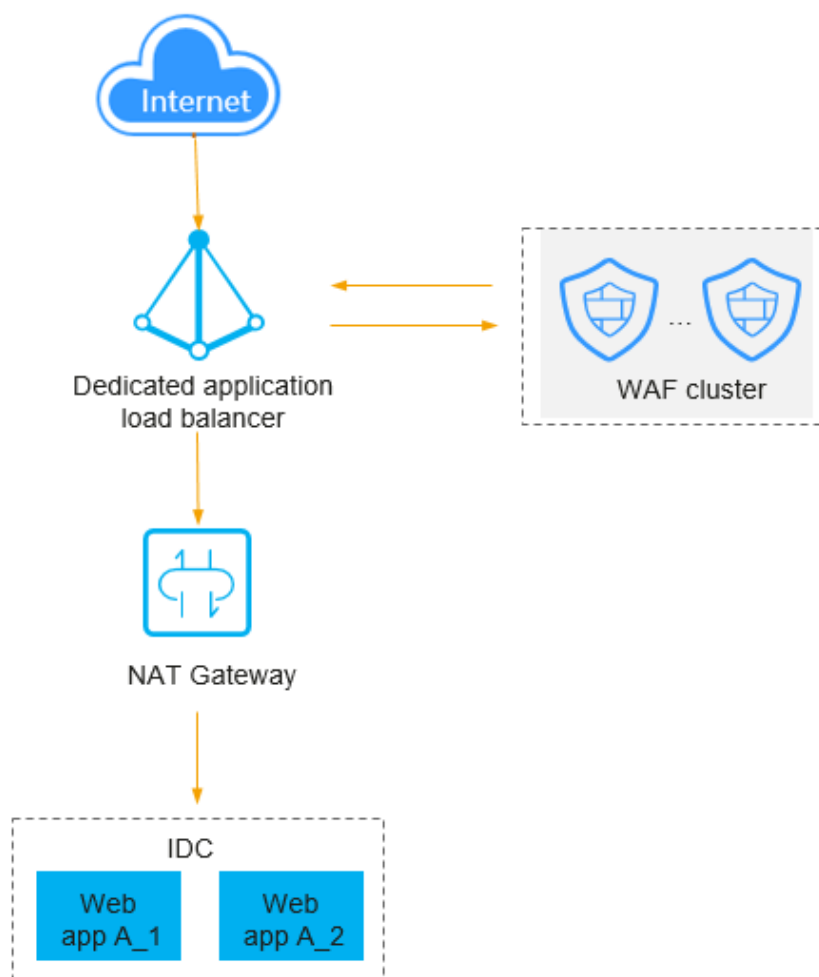 Internet
Dedicated application
load balancer
...
WAF cluster
NAT Gateway
IDC
Web
app A_1
Web
app A_2